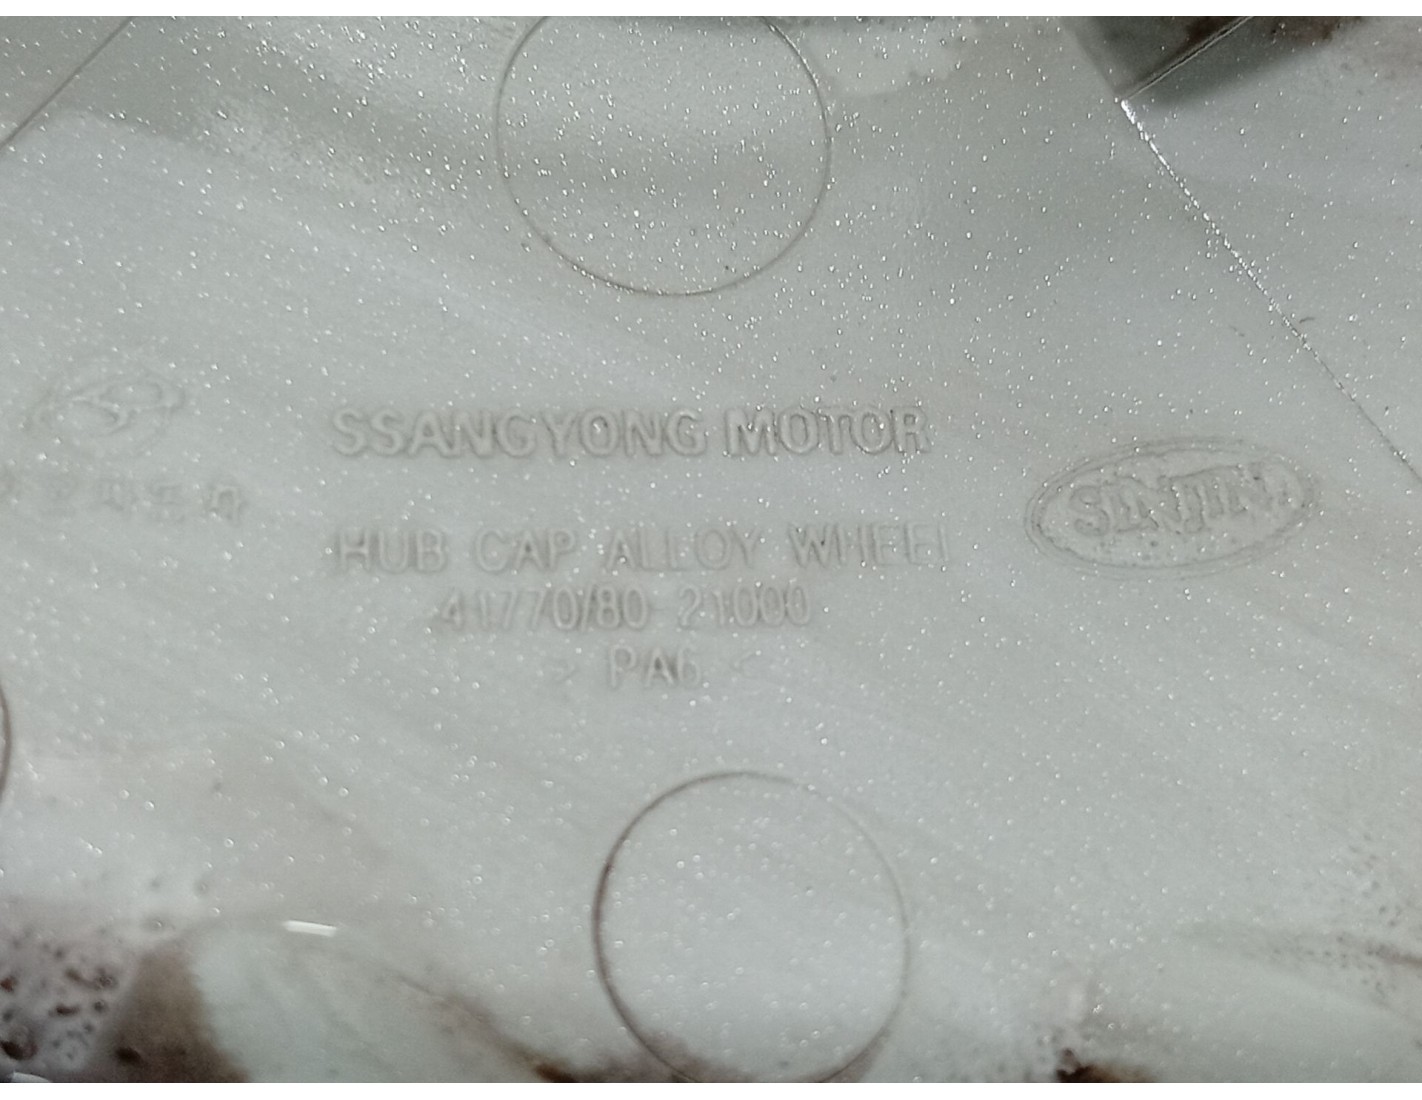 SSANGYONG MOTOR
HUB CAP ALLOY WHEEL
41770/80 21000
> PA6 <